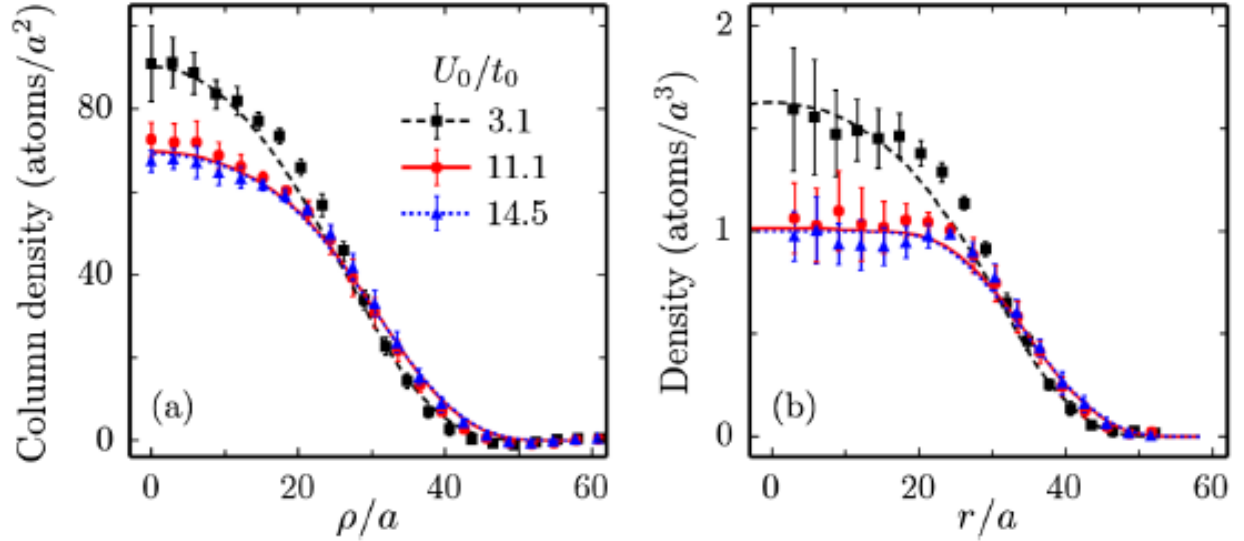 Column density (atoms/a²)
80
40
0
U₀/t₀
3.1
11.1
14.5
(a)
0 20 40 60
ρ/a
Density (atoms/a³)
2
1
0
(b)
0 20 40 60
r/a